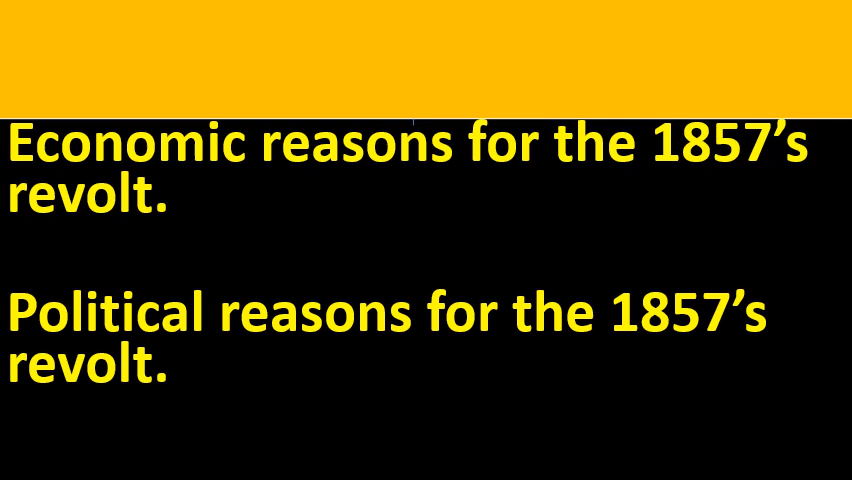 Economic reasons for the 1857’s
revolt.
Political reasons for the 1857’s
revolt.